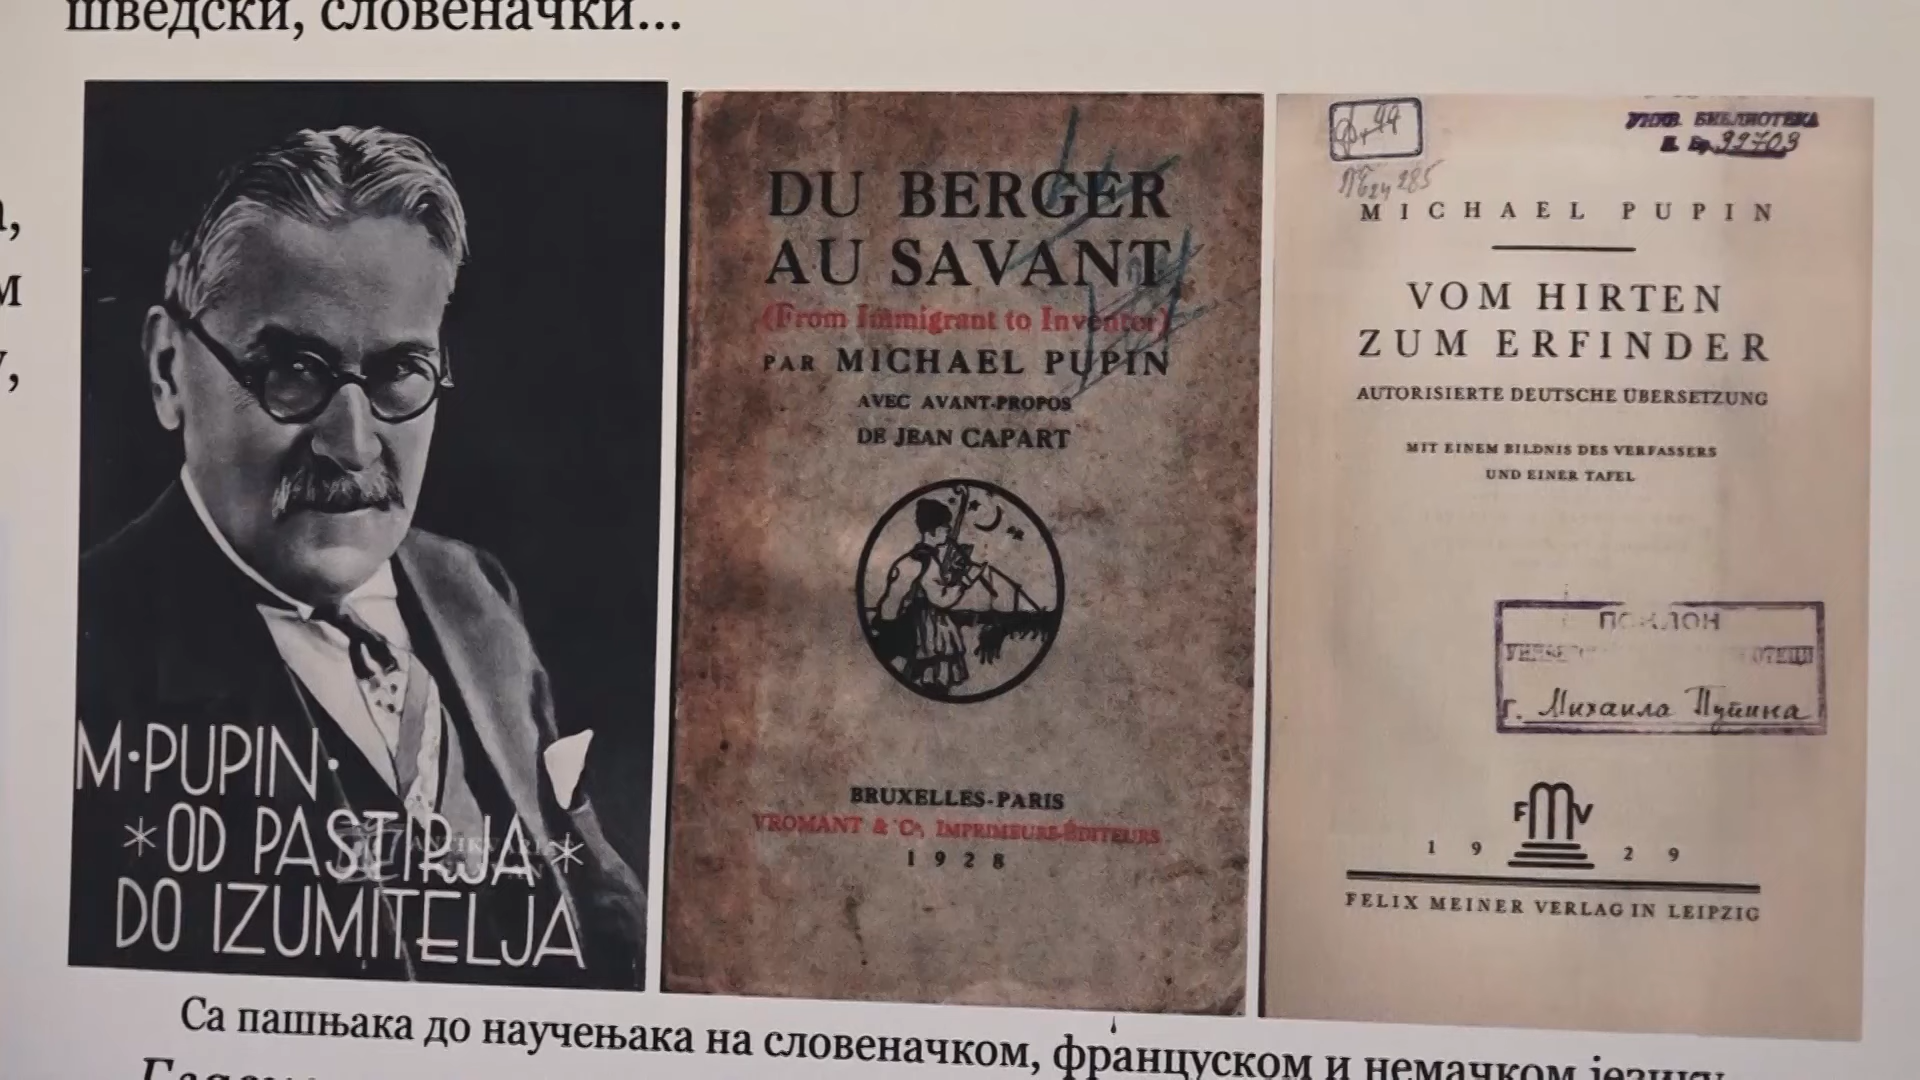 шведски, словеначки...
M·PUPIN·
*OD PASTIRJA*
DO IZUMITELJA
DU BERGER
AU SAVANT
(From Immigrant to Inventor)
PAR MICHAEL PUPIN
AVEC AVANT-PROPOS
DE JEAN CAPART
BRUXELLES-PARIS
VROMANT & Cº, IMPRIMEURS-ÉDITEURS
1928
УНИВ. БИБЛИОТЕКА
И. Бр. 39703
MICHAEL PUPIN
VOM HIRTEN
ZUM ERFINDER
AUTORISIERTE DEUTSCHE ÜBERSETZUNG
MIT EINEM BILDNIS DES VERFASSERS
UND EINER TAFEL
ПОКЛОН
г. Михаила Пупина
FMV
1929
FELIX MEINER VERLAG IN LEIPZIG
Са пашњака до научењака на словеначком, француском и немачком језику